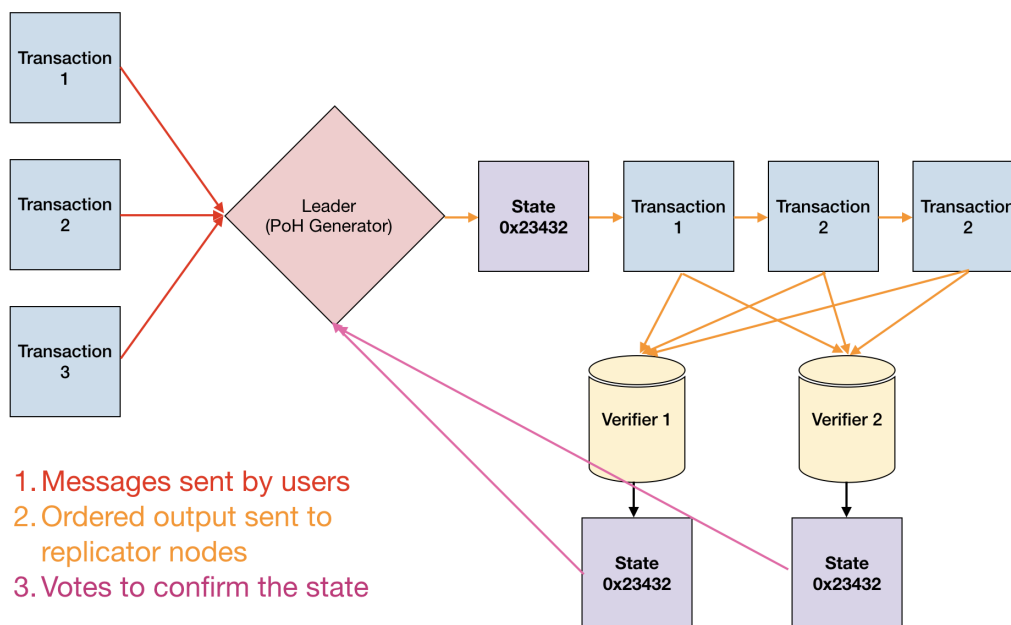 Transaction
1
Transaction
2
Transaction
3
Leader
(PoH Generator)
State
0x23432
Transaction
1
Transaction
2
Transaction
2
Verifier 1
Verifier 2
State
0x23432
State
0x23432
1. Messages sent by users
2. Ordered output sent to
replicator nodes
3. Votes to confirm the state